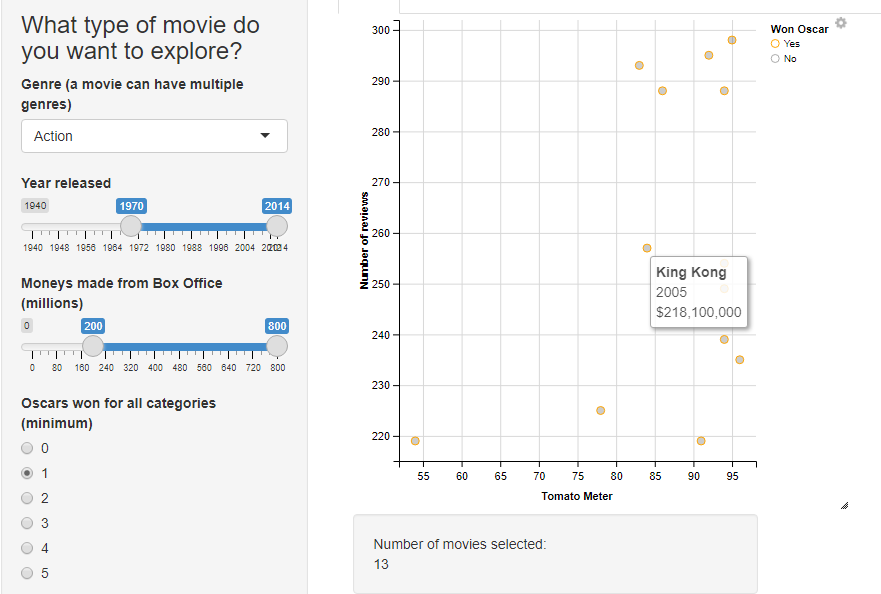 What type of movie do
you want to explore?
Genre (a movie can have multiple
genres)
Action
Year released
1940
1970
2014
1940 1948 1956 1964 1972 1980 1988 1996 2004 2012 2014
Moneys made from Box Office
(millions)
0
200
800
0 80 160 240 320 400 480 560 640 720 800
Oscars won for all categories
(minimum)
0
1
2
3
4
5
300
290
280
270
260
250
240
230
220
Number of reviews
55 60 65 70 75 80 85 90 95
Tomato Meter
King Kong
2005
$218,100,000
Won Oscar
Yes
No
Number of movies selected:
13